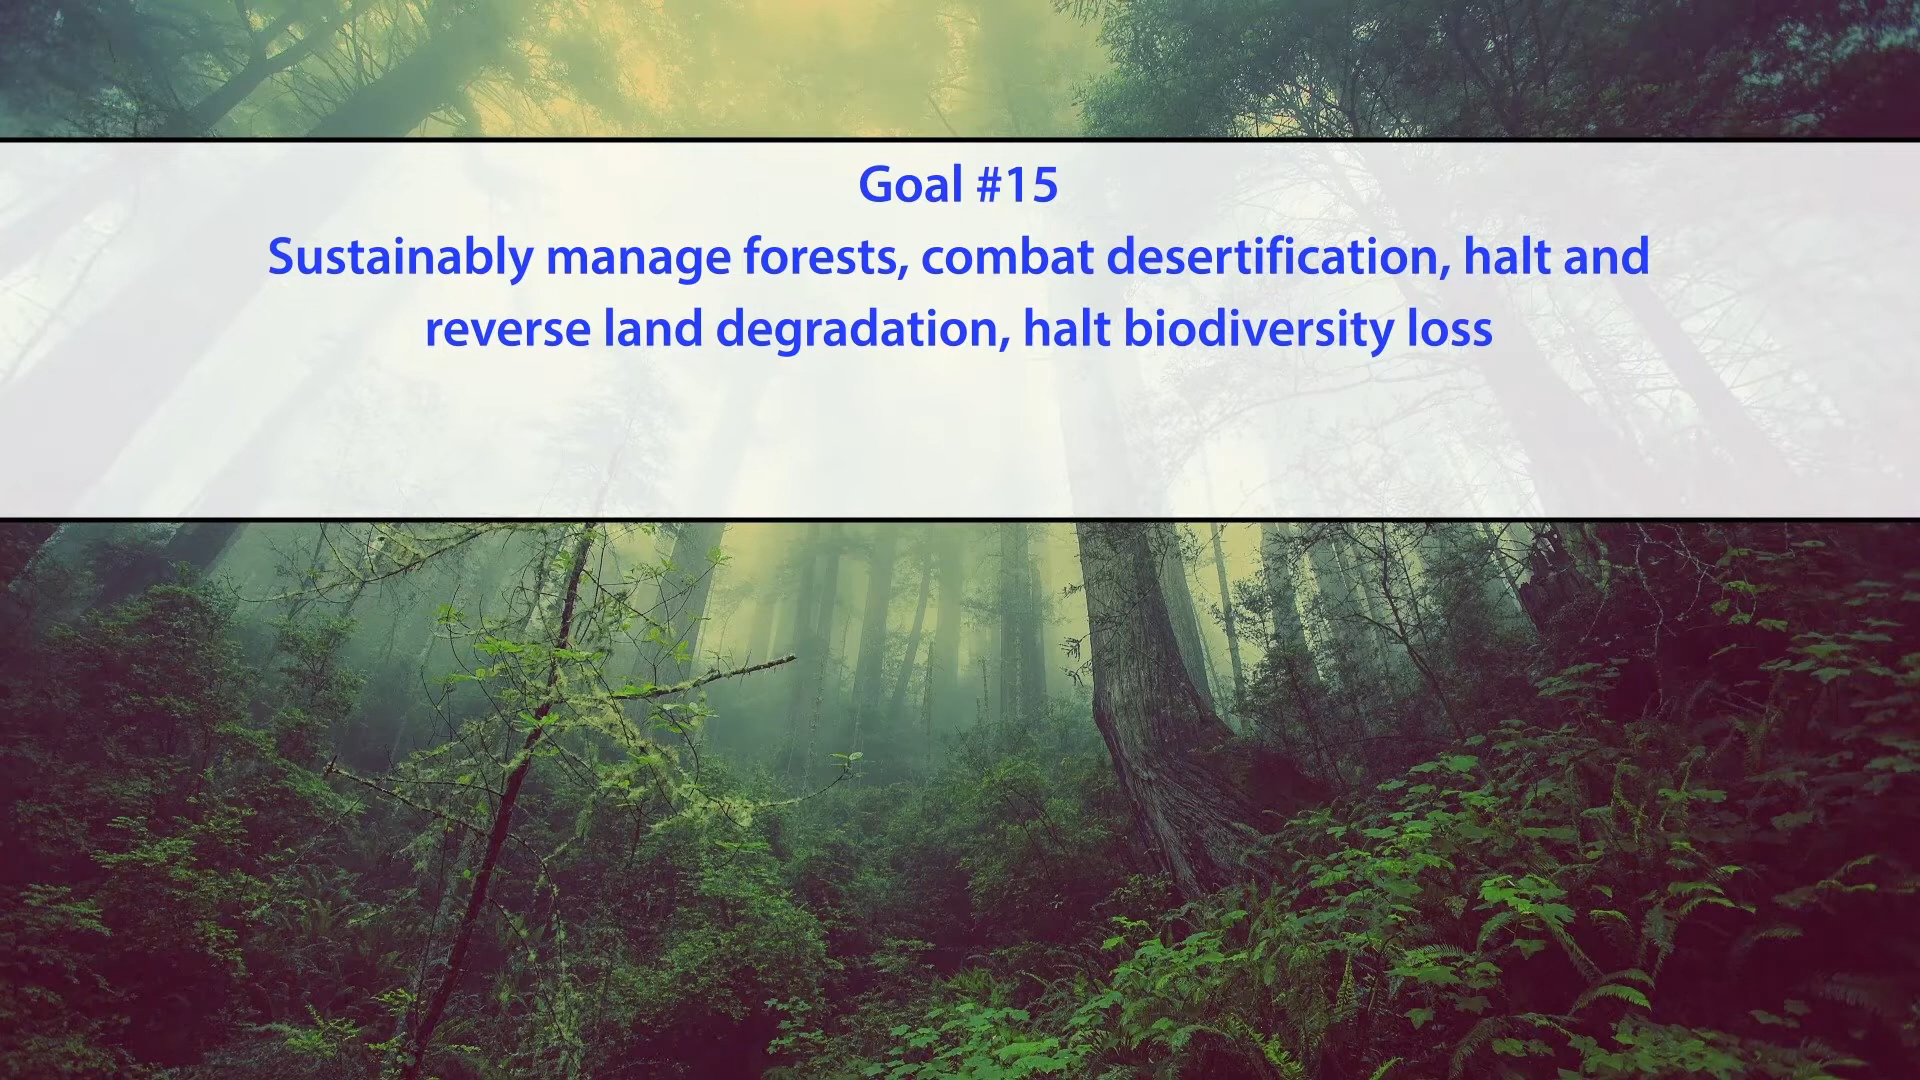 Goal #15
Sustainably manage forests, combat desertification, halt and
reverse land degradation, halt biodiversity loss